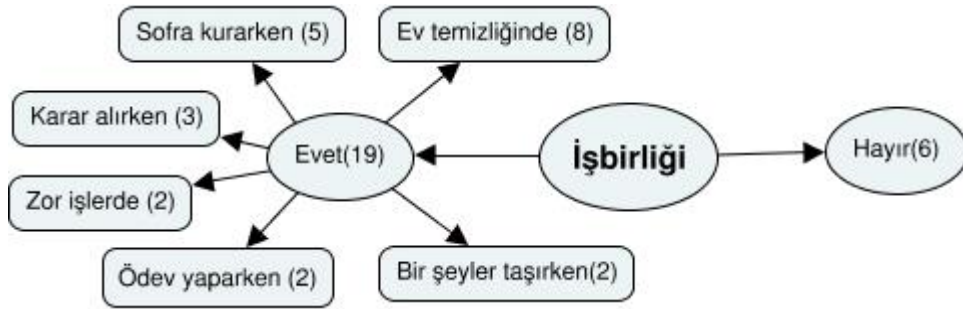 Sofra kurarken (5)
Ev temizliğinde (8)
Karar alırken (3)
Evet(19)
İşbirliği
Hayır(6)
Zor işlerde (2)
Ödev yaparken (2)
Bir şeyler taşırken(2)